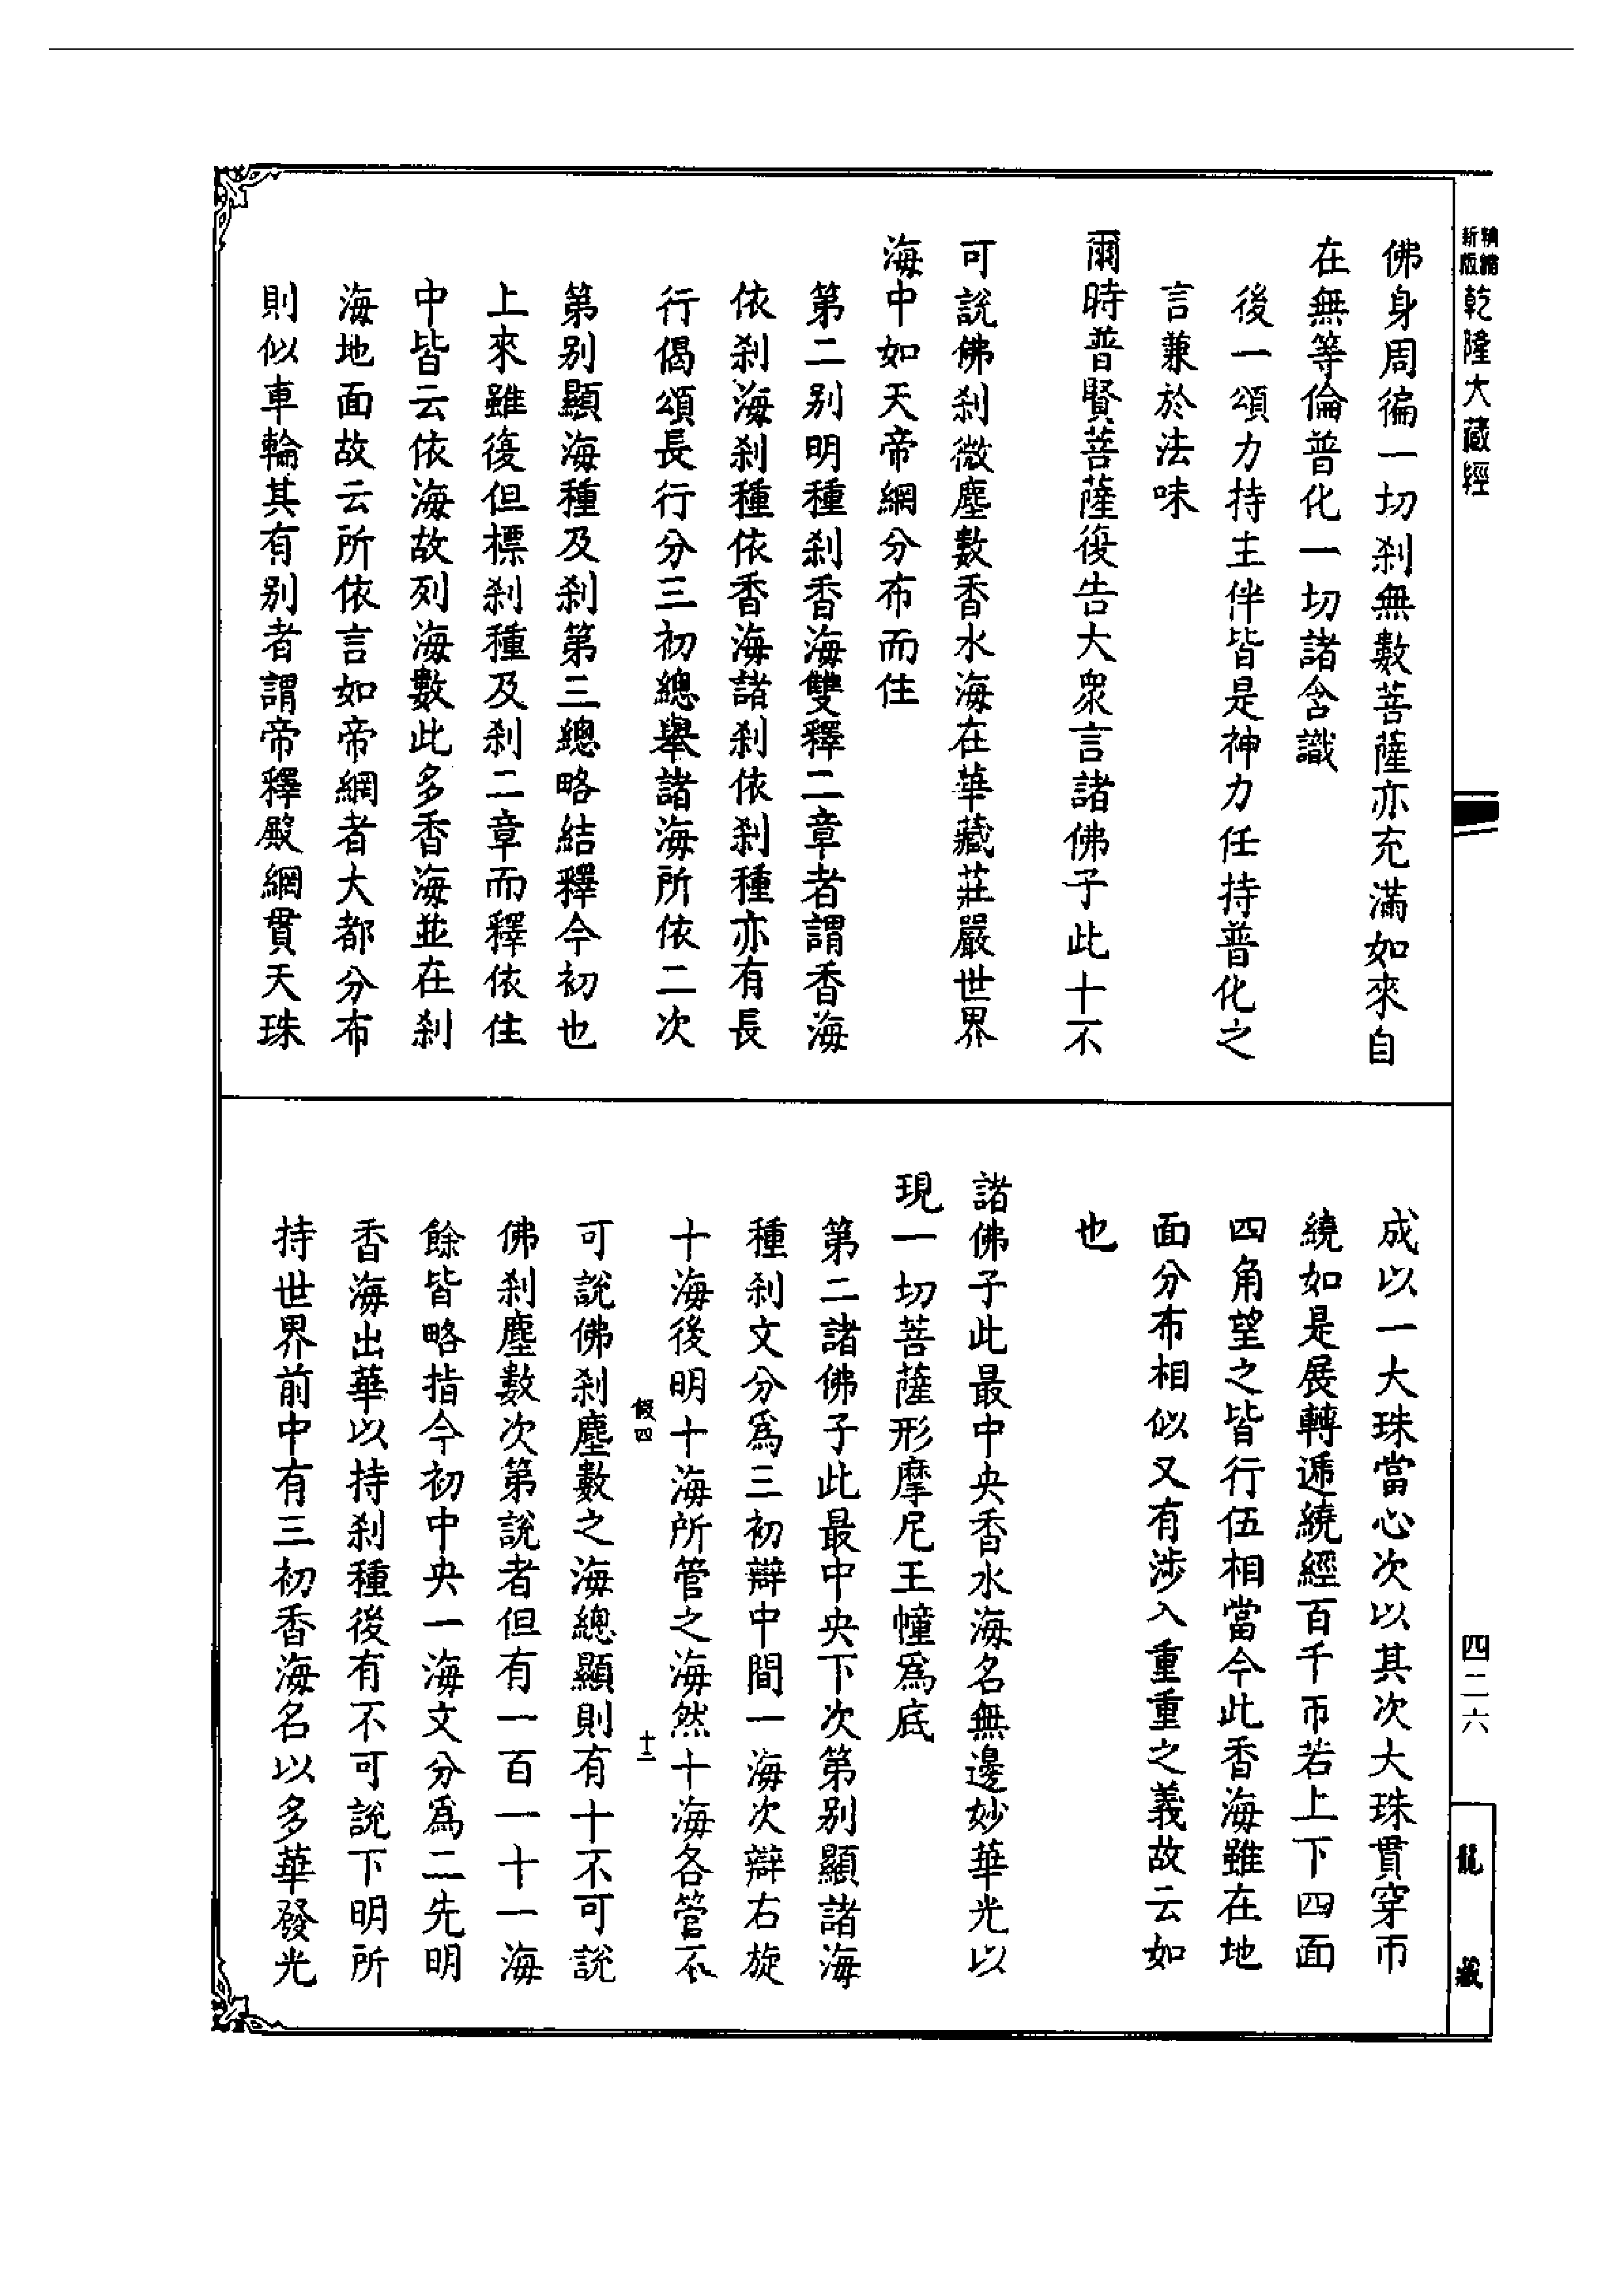 精縮
新版
乾隆大藏經
佛身周徧一切刹無數菩薩亦充滿如來自
在無等倫普化一切諸含識
後一頌力持主伴皆是神力任持普化之
言兼於法味
爾時普賢菩薩復告大眾言諸佛子此十不
可說佛刹微塵數香水海在華藏莊嚴世界
海中如天帝網分布而住
第二別明種刹香海雙釋二章者謂香海
依刹海刹種依香海諸刹依刹種亦有長
行偈頌長行分三初總舉諸海所依二次
第別顯海種及刹第三總略結釋今初也
上來雖復但標刹種及刹二章而釋依住
中皆云依海故列海數此多香海並在刹
海地面故云所依言如帝網者大都分布
則似車輪其有別者謂帝釋殿網貫天珠
成以一大珠當心次以其次大珠貫穿帀
繞如是展轉遞繞經百千帀若上下四面
四角望之皆行伍相當今此香海雖在地
面分布相似又有涉入重重之義故云如
也
諸佛子此最中央香水海名無邊妙華光以
現一切菩薩形摩尼王幢爲底
第二諸佛子此最中央下次第別顯諸海
種刹文分爲三初辯中間一海次辯右旋
十海後明十海所管之海然十海各管不
假四
十三
可說佛刹塵數之海總顯則有十不可說
佛刹塵數次第說者但有一百一十一海
餘皆略指今初中央一海文分爲二先明
香海出華以持刹種後有不可說下明所
持世界前中有三初香海名以多華發光
四二六
龍藏